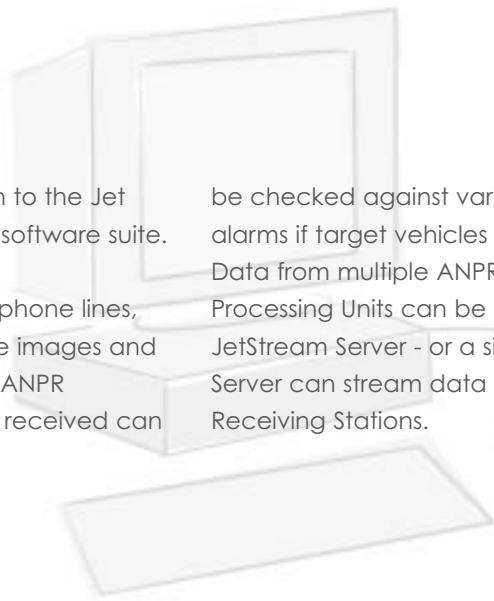 n to the Jet
software suite.
phone lines,
e images and
ANPR
received can
be checked against var
alarms if target vehicles
Data from multiple ANPR
Processing Units can be
JetStream Server - or a si
Server can stream data
Receiving Stations.